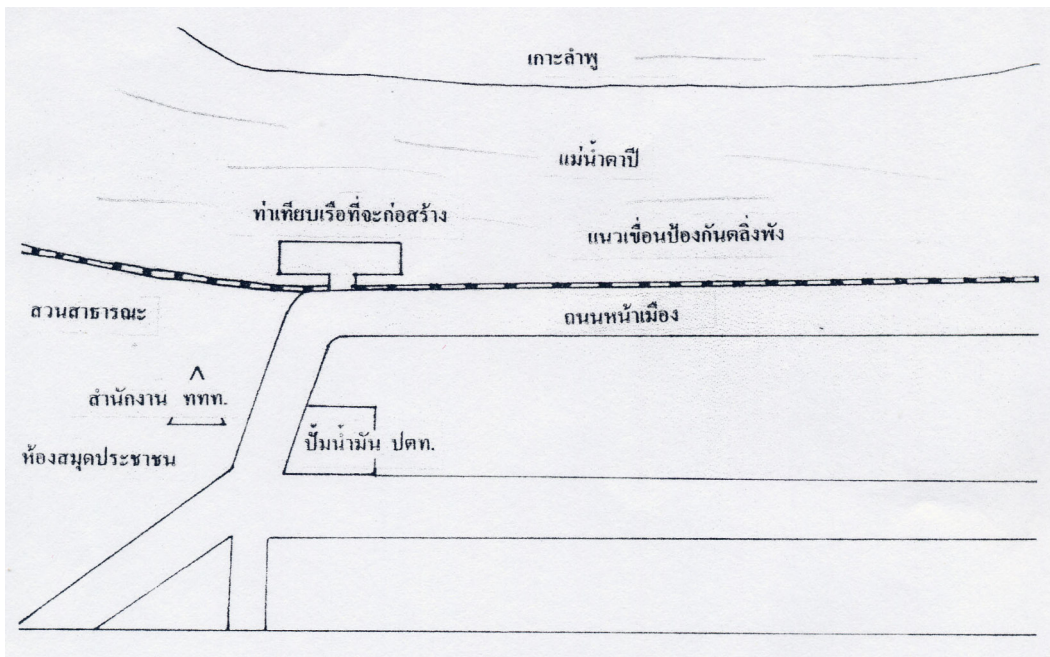 เกาะลำพู
แม่น้ำตาปี
ท่าเทียบเรือที่จะก่อสร้าง
แนวเขื่อนป้องกันตลิ่งพัง
สวนสาธารณะ
ถนนหน้าเมือง
สำนักงาน ททท.
ปั๊มน้ำมัน ปตท.
ห้องสมุดประชาชน